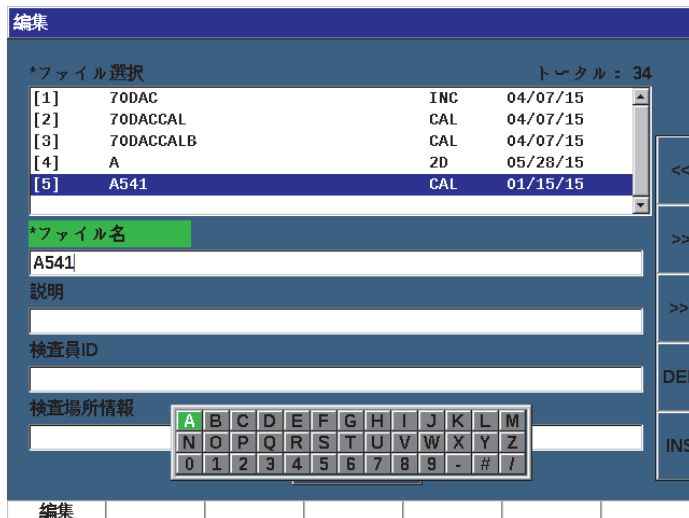 編集
*ファイル選択 トータル： 34
[1] 70DAC INC 04/07/15
[2] 70DACCAL CAL 04/07/15
[3] 70DACCALB CAL 04/07/15
[4] A 2D 05/28/15
[5] A541 CAL 01/15/15
<<
*ファイル名
>>
A541
説明
>>
検査員ID
DEL
検査場所情報
A B C D E F G H I J K L M
N O P Q R S T U V W X Y Z
INS
0 1 2 3 4 5 6 7 8 9 - # /
編集